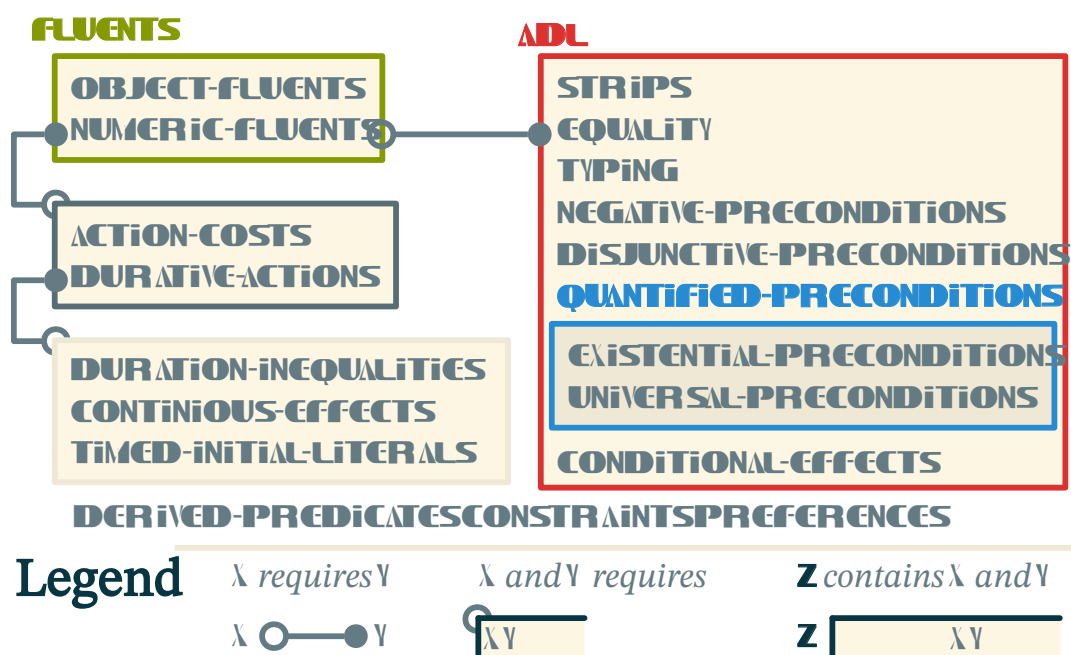 FLUENTS
OBJECT-FLUENTS
NUMERiC-FLUENTS
ACTiON-COSTS
DURATiVE-ACTiONS
DURATiON-iNEQUALiTiES
CONTiNiOUS-EFFECTS
TiMED-iNiTiAL-LiTERALS
ADL
STRiPS
EQUALiTY
TYPiNG
NEGATiVE-PRECONDiTiONS
DiSJUNCTiVE-PRECONDiTiONS
QUANTiFiED-PRECONDiTiONS
EXiSTENTiAL-PRECONDiTiONS
UNiVERSAL-PRECONDiTiONS
CONDiTiONAL-EFFECTS
DERiVED-PREDiCATESCONSTRAiNTSPREFERENCES
Legend
X requires Y
X Y
X and Y requires
X Y
Z contains X and Y
Z X Y